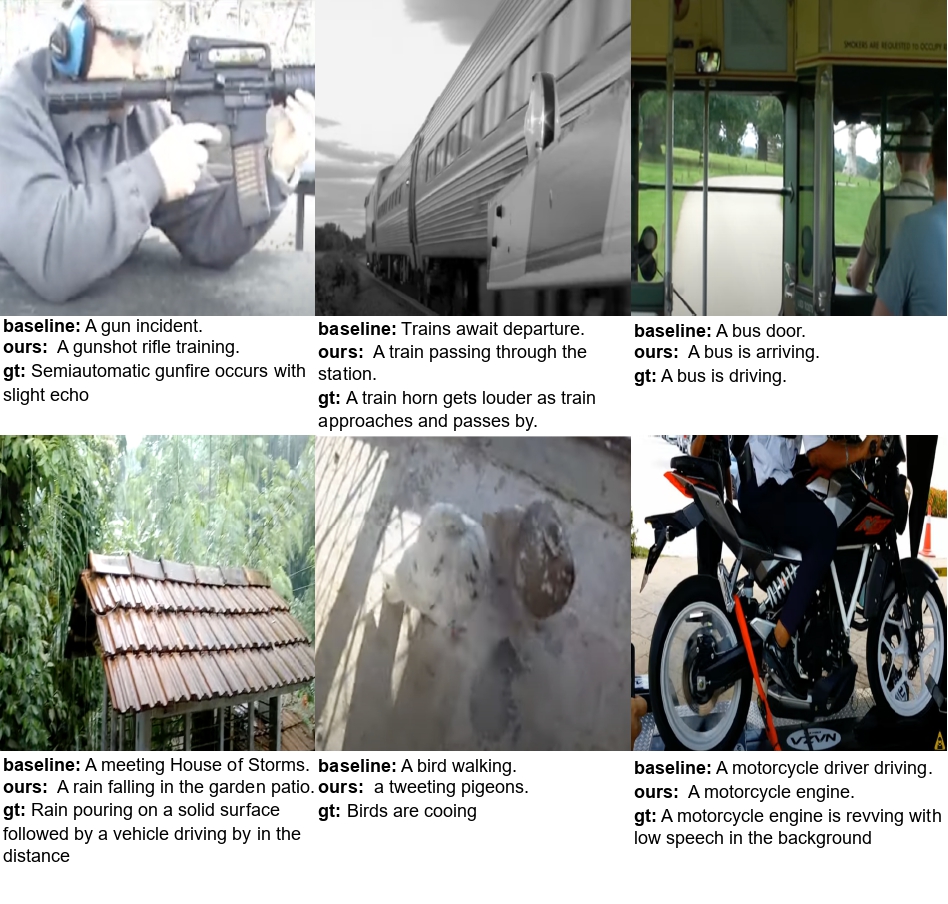 SMOKERS ARE REQUESTED TO OCCUPY
baseline: A gun incident.
ours: A gunshot rifle training.
gt: Semiautomatic gunfire occurs with
slight echo
baseline: Trains await departure.
ours: A train passing through the
station.
gt: A train horn gets louder as train
approaches and passes by.
baseline: A bus door.
ours: A bus is arriving.
gt: A bus is driving.
baseline: A meeting House of Storms.
ours: A rain falling in the garden patio.
gt: Rain pouring on a solid surface
followed by a vehicle driving by in the
distance
baseline: A bird walking.
ours: a tweeting pigeons.
gt: Birds are cooing
baseline: A motorcycle driver driving.
ours: A motorcycle engine.
gt: A motorcycle engine is revving with
low speech in the background